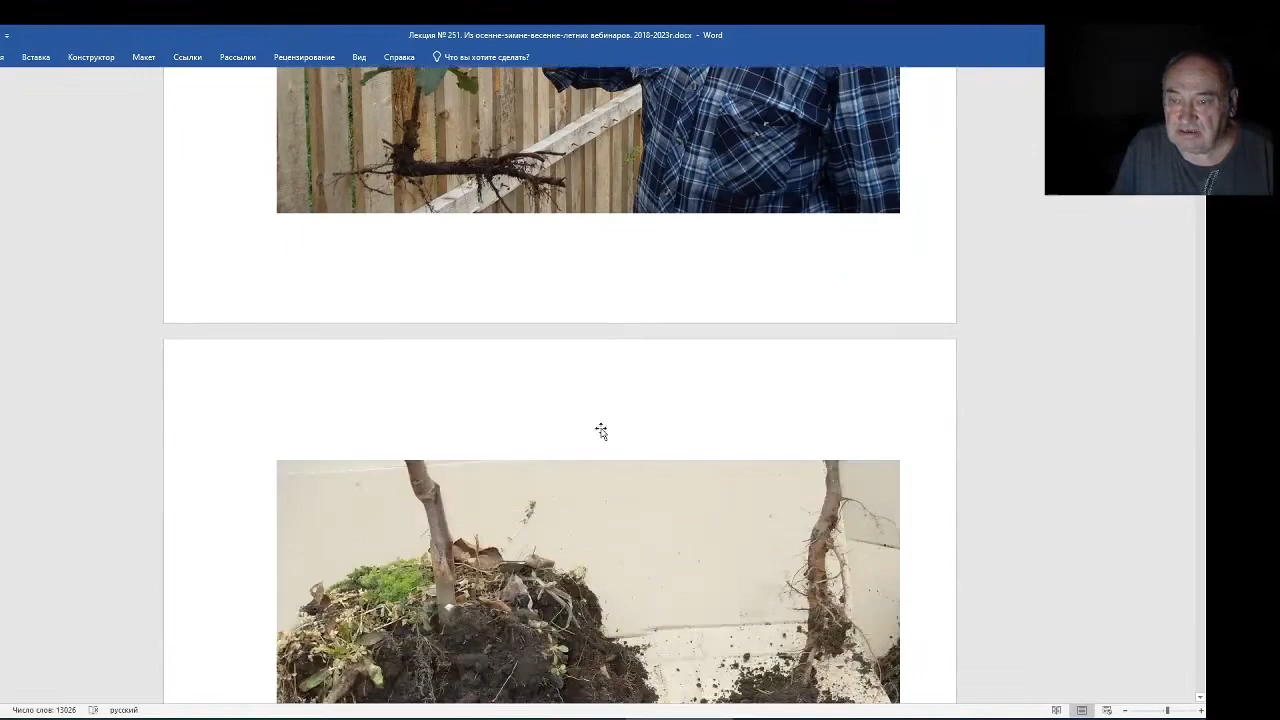 Лекция № 251. Из осенне-зимне-весенне-летних вебинаров. 2018-2023г.docx - Word
я Вставка Конструктор Макет Ссылки Рассылки Рецензирование Вид Справка Что вы хотите сделать?
Число слов: 13026 русский